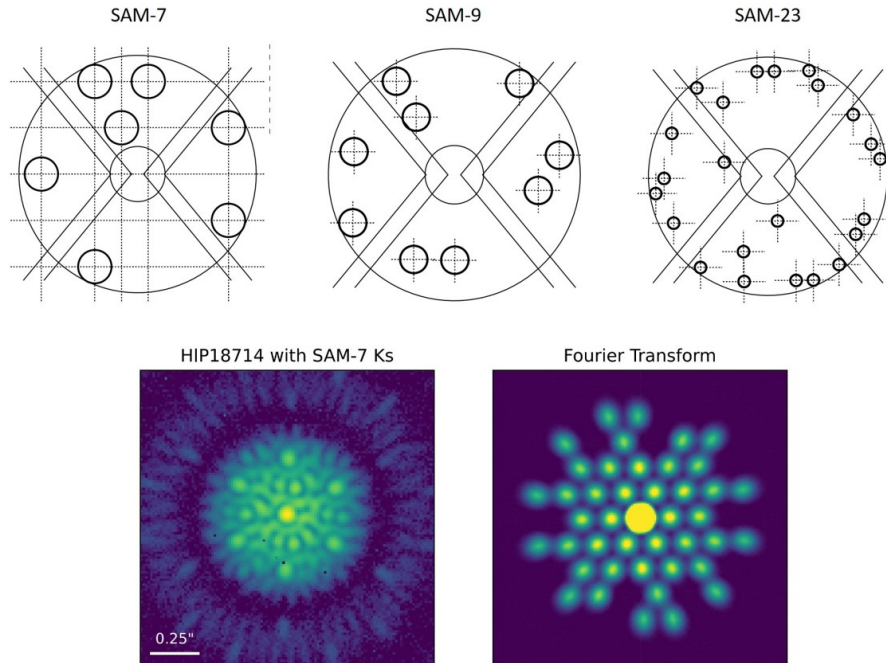 SAM-7
SAM-9
SAM-23
HIP18714 with SAM-7 Ks
Fourier Transform
0.25"